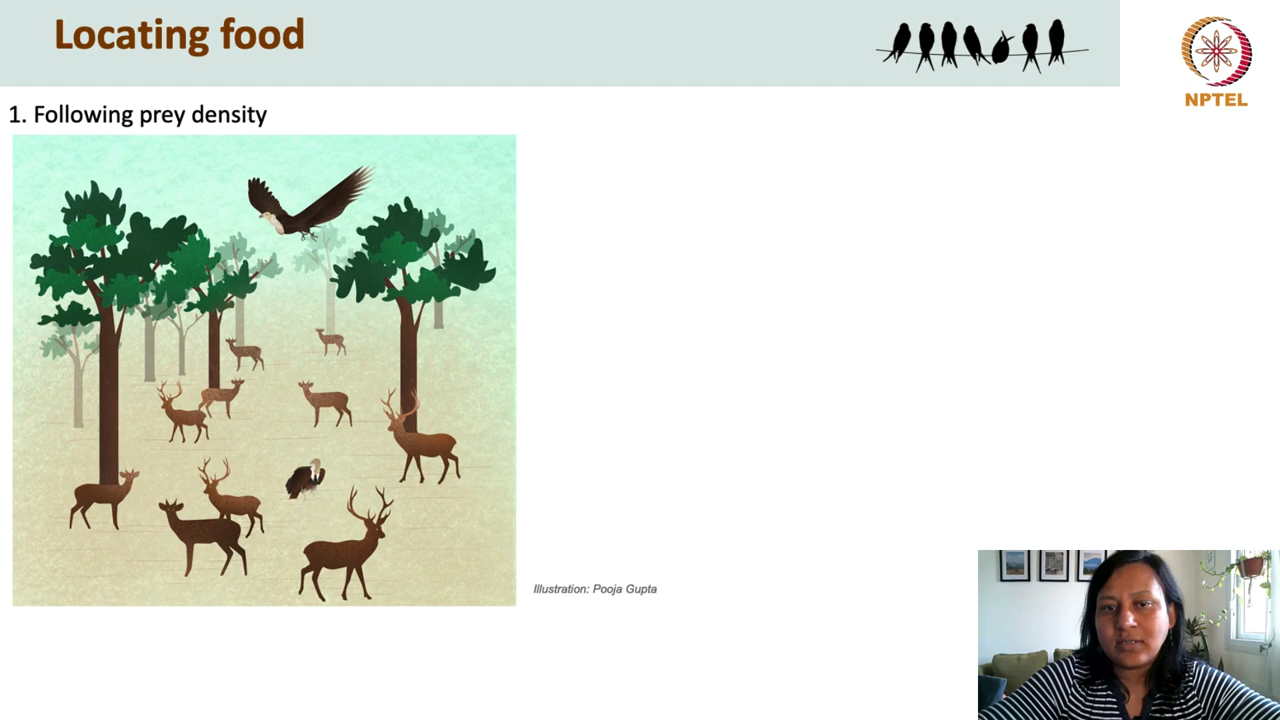 Locating food
NPTEL
1. Following prey density
Illustration: Pooja Gupta